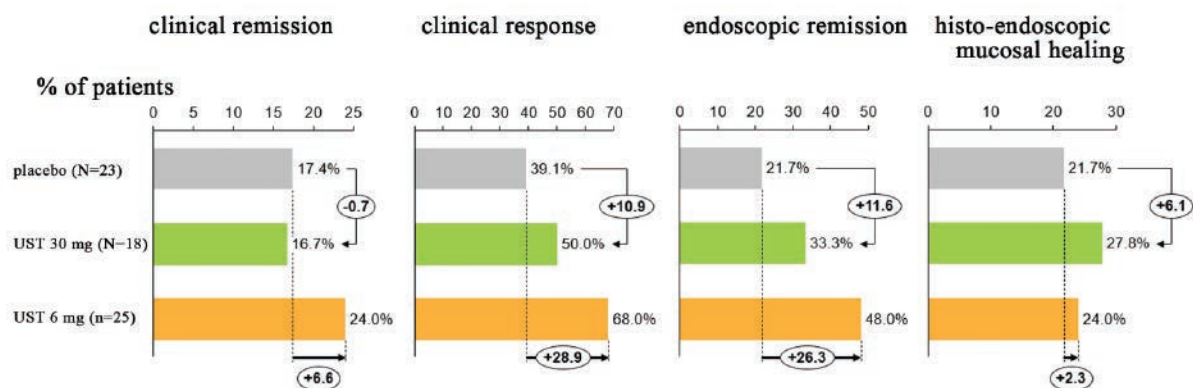 clinical remission
clinical response
endoscopic remission
histo-endoscopic
mucosal healing
% of patients
0 5 10 15 20 25
0 10 20 30 40 50 60 70
0 10 20 30 40 50
0 10 20 30
placebo (N=23)
17.4%
39.1%
21.7%
21.7%
-0.7
+10.9
+11.6
+6.1
UST 30 mg (N=18)
16.7%
50.0%
33.3%
27.8%
UST 6 mg (n=25)
24.0%
68.0%
48.0%
24.0%
+6.6
+28.9
+26.3
+2.3